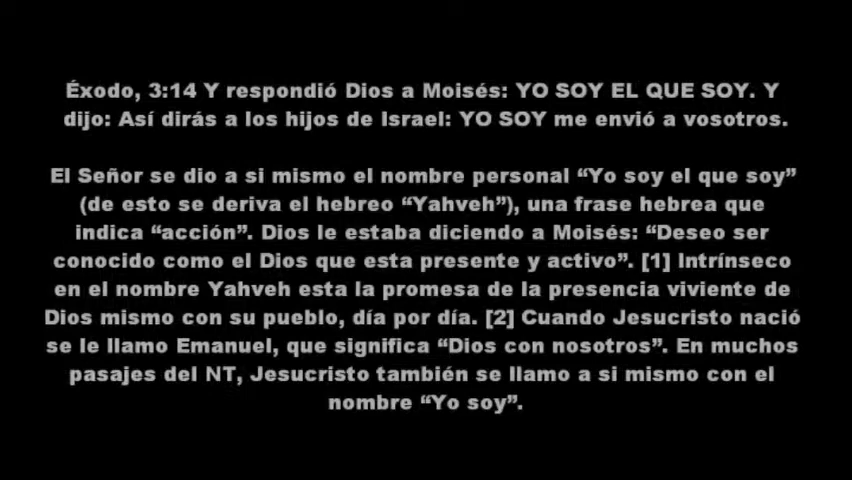 Éxodo, 3:14 Y respondió Dios a Moisés: YO SOY EL QUE SOY. Y
dijo: Así dirás a los hijos de Israel: YO SOY me envió a vosotros.
El Señor se dio a si mismo el nombre personal “Yo soy el que soy”
(de esto se deriva el hebreo “Yahveh”), una frase hebrea que
indica “acción”. Dios le estaba diciendo a Moisés: “Deseo ser
conocido como el Dios que esta presente y activo”. [1] Intrínseco
en el nombre Yahveh esta la promesa de la presencia viviente de
Dios mismo con su pueblo, día por día. [2] Cuando Jesucristo nació
se le llamo Emanuel, que significa “Dios con nosotros”. En muchos
pasajes del NT, Jesucristo también se llamo a si mismo con el
nombre “Yo soy”.